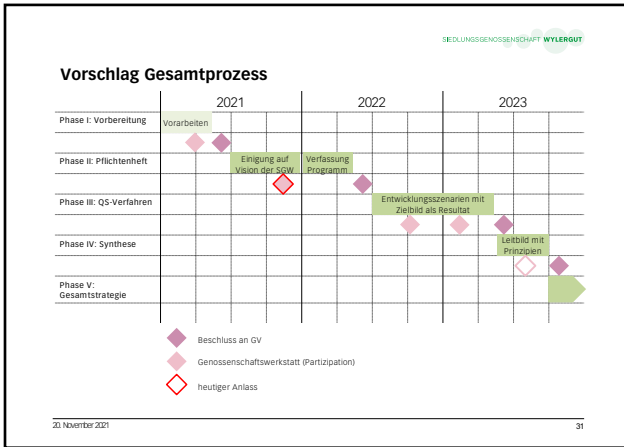 SIEDLUNGSGENOSSENSCHAFT WYLERGUT
Vorschlag Gesamtprozess
2021 2022 2023
Phase I: Vorbereitung
Vorarbeiten
Phase II: Pflichtenheft
Einigung auf
Vision der SGW
Verfassung
Programm
Phase III: QS-Verfahren
Entwicklungsszenarien mit
Zielbild als Resultat
Phase IV: Synthese
Leitbild mit
Prinzipien
Phase V:
Gesamtstrategie
Beschluss an GV
Genossenschaftswerkstatt (Partizipation)
heutiger Anlass
20. November 2021
31